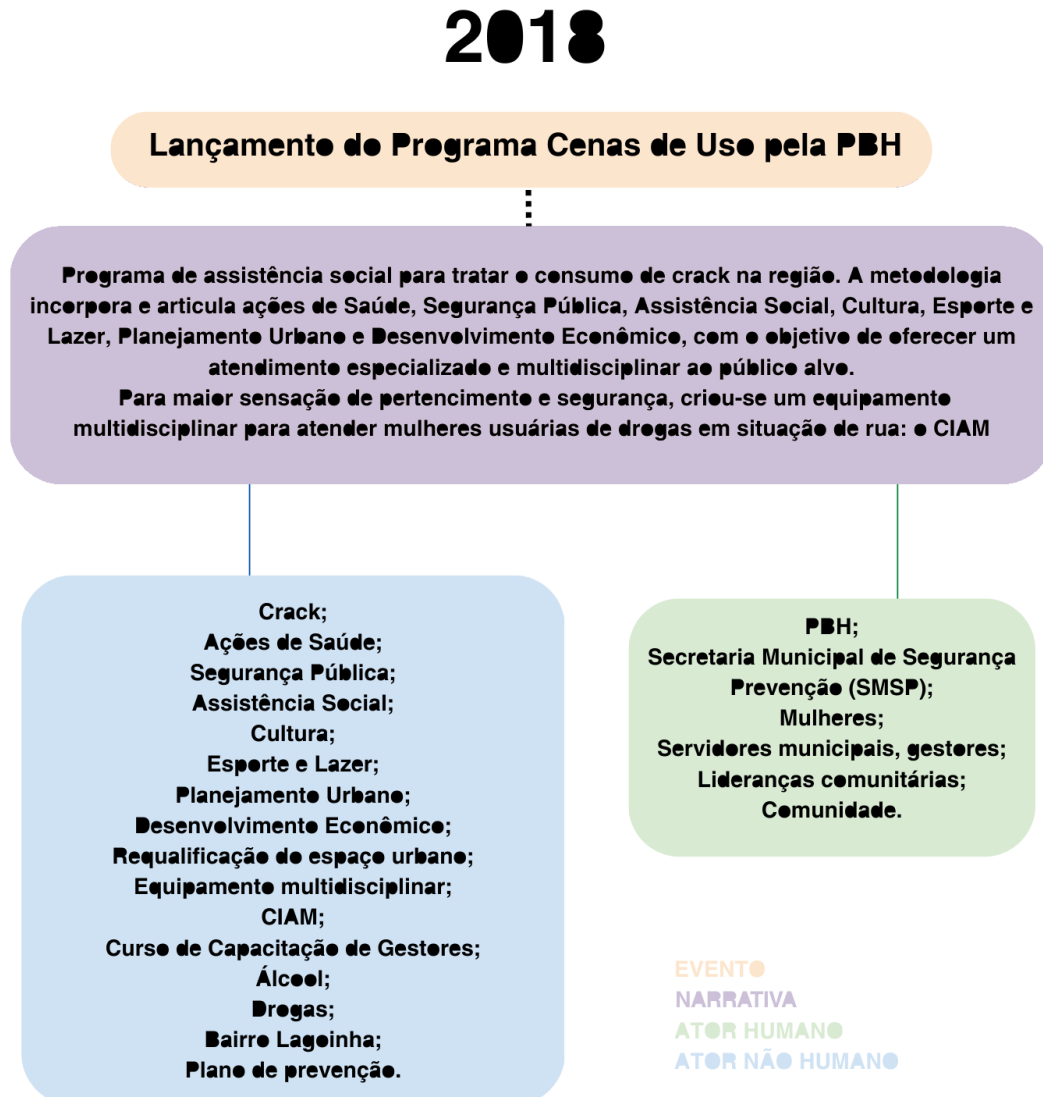 2018
Lançamento do Programa Cenas de Uso pela PBH
Programa de assistência social para tratar o consumo de crack na região. A metodologia
incorpora e articula ações de Saúde, Segurança Pública, Assistência Social, Cultura, Esporte e
Lazer, Planejamento Urbano e Desenvolvimento Econômico, com o objetivo de oferecer um
atendimento especializado e multidisciplinar ao público alvo.
Para maior sensação de pertencimento e segurança, criou-se um equipamento
multidisciplinar para atender mulheres usuárias de drogas em situação de rua: o CIAM
Crack;
Ações de Saúde;
Segurança Pública;
Assistência Social;
Cultura;
Esporte e Lazer;
Planejamento Urbano;
Desenvolvimento Econômico;
Requalificação do espaço urbano;
Equipamento multidisciplinar;
CIAM;
Curso de Capacitação de Gestores;
Álcool;
Drogas;
Bairro Lagoinha;
Plano de prevenção.
PBH;
Secretaria Municipal de Segurança
Prevenção (SMSP);
Mulheres;
Servidores municipais, gestores;
Lideranças comunitárias;
Comunidade.
EVENTO
NARRATIVA
ATOR HUMANO
ATOR NÃO HUMANO